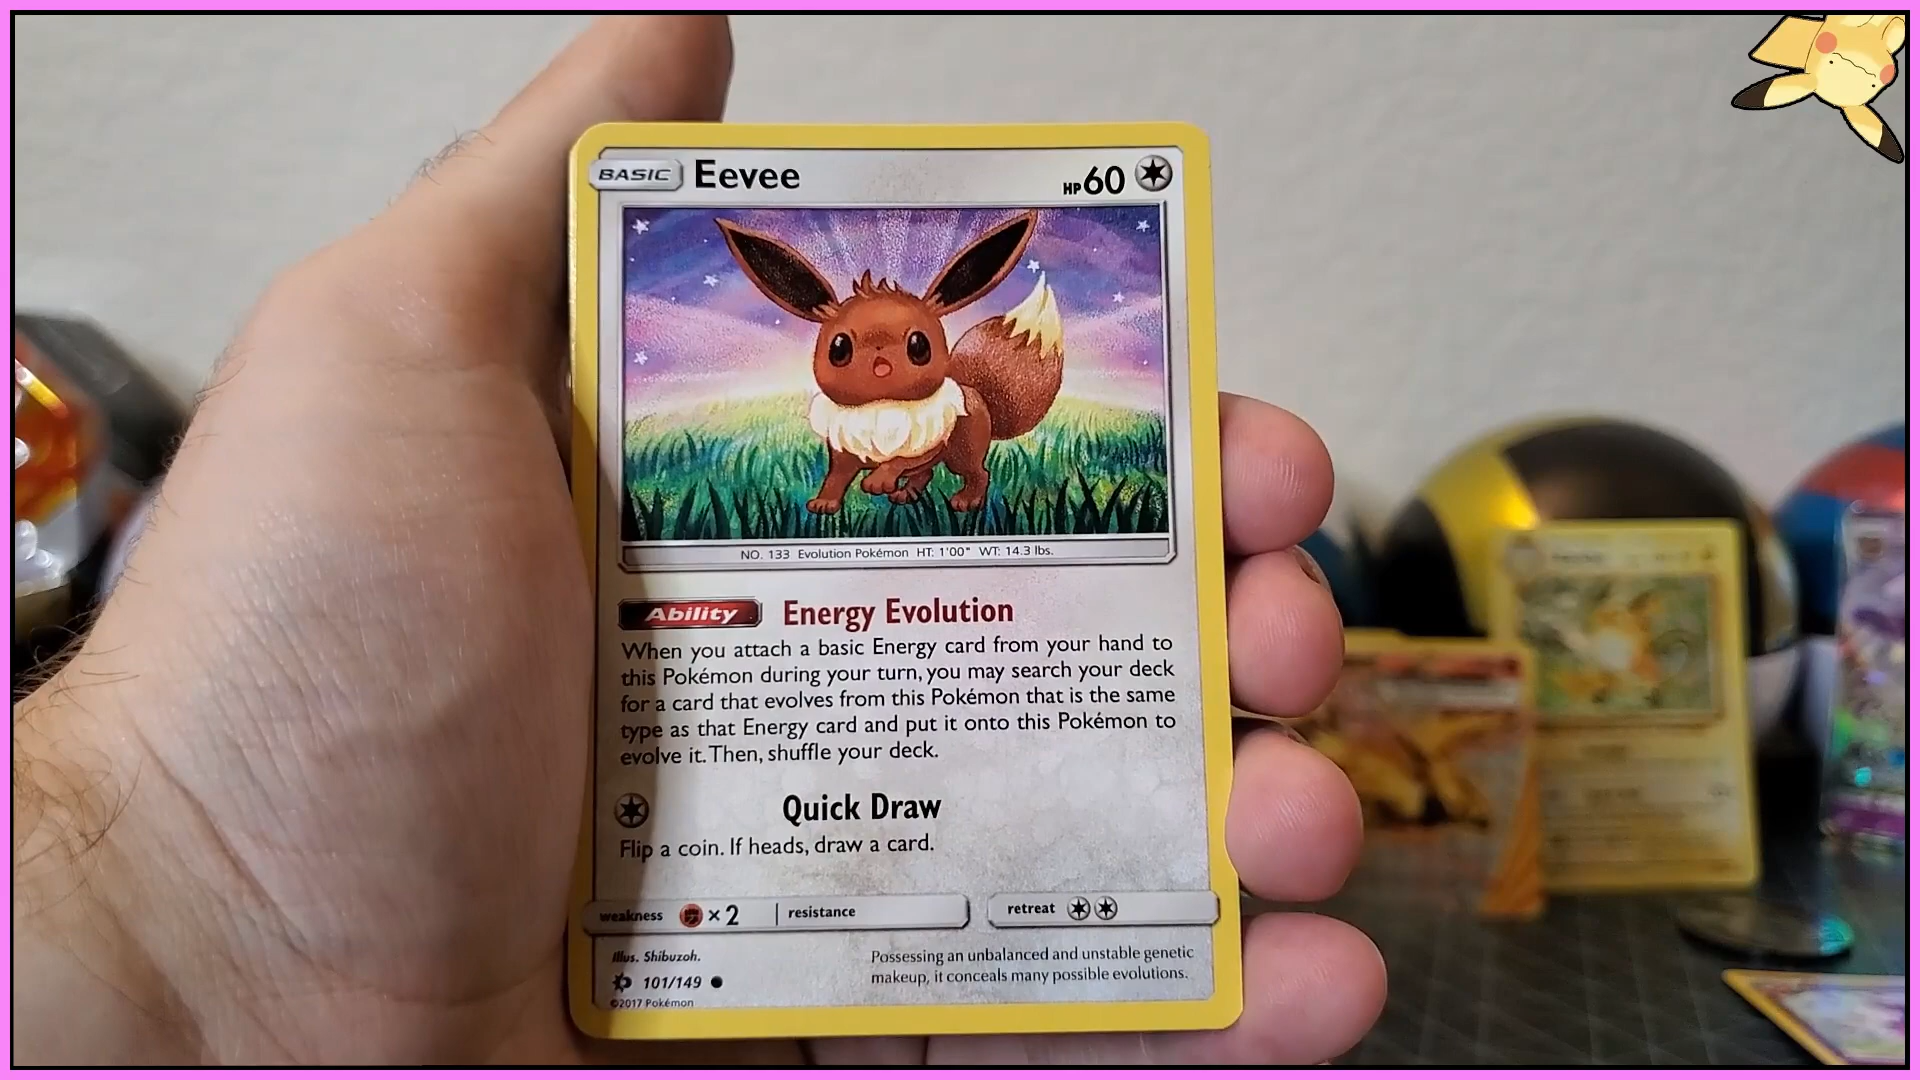 BASIC Eevee HP60
NO. 133 Evolution Pokémon HT: 1'00" WT: 14.3 lbs.
Ability Energy Evolution
When you attach a basic Energy card from your hand to
this Pokémon during your turn, you may search your deck
for a card that evolves from this Pokémon that is the same
type as that Energy card and put it onto this Pokémon to
evolve it. Then, shuffle your deck.
Quick Draw
Flip a coin. If heads, draw a card.
weakness ×2 resistance retreat
Illus. Shibuzoh.
Possessing an unbalanced and unstable genetic
makeup, it conceals many possible evolutions.
101/149
©2017 Pokémon